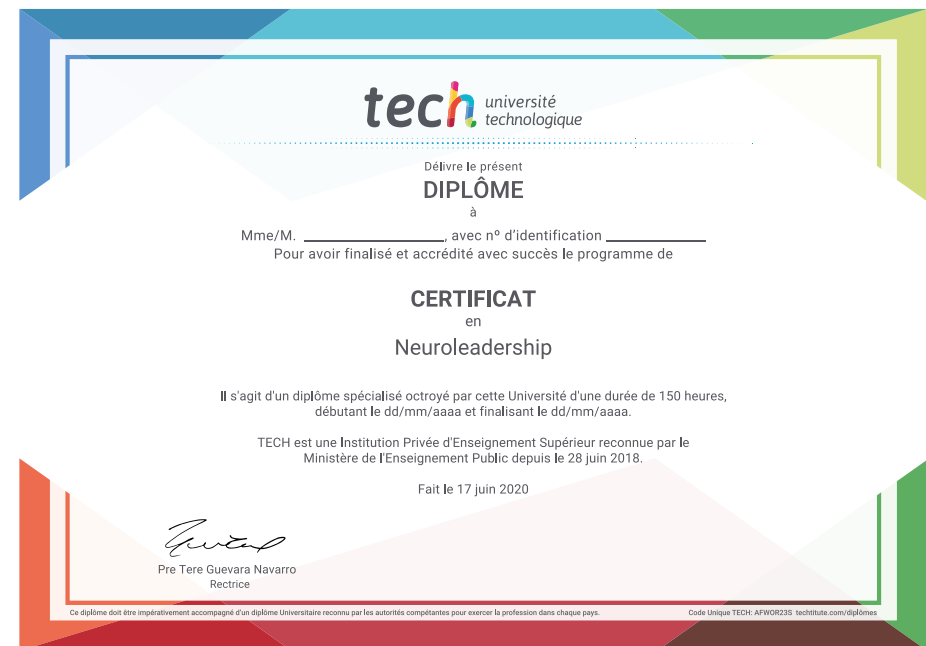 tech université
technologique
Délivre le présent
DIPLÔME
à
Mme/M. ____________________, avec nº d'identification ______________
Pour avoir finalisé et accrédité avec succès le programme de
CERTIFICAT
en
Neuroleadership
Il s'agit d'un diplôme spécialisé octroyé par cette Université d'une durée de 150 heures,
débutant le dd/mm/aaaa et finalisant le dd/mm/aaaa.
TECH est une Institution Privée d'Enseignement Supérieur reconnue par le
Ministère de l'Enseignement Public depuis le 28 juin 2018.
Fait le 17 juin 2020
Pre Tere Guevara Navarro
Rectrice
Ce diplôme doit être impérativement accompagné d'un diplôme Universitaire reconnu par les autorités compétentes pour exercer la profession dans chaque pays.
Code Unique TECH: AFWOR23S techtitute.com/diplômes